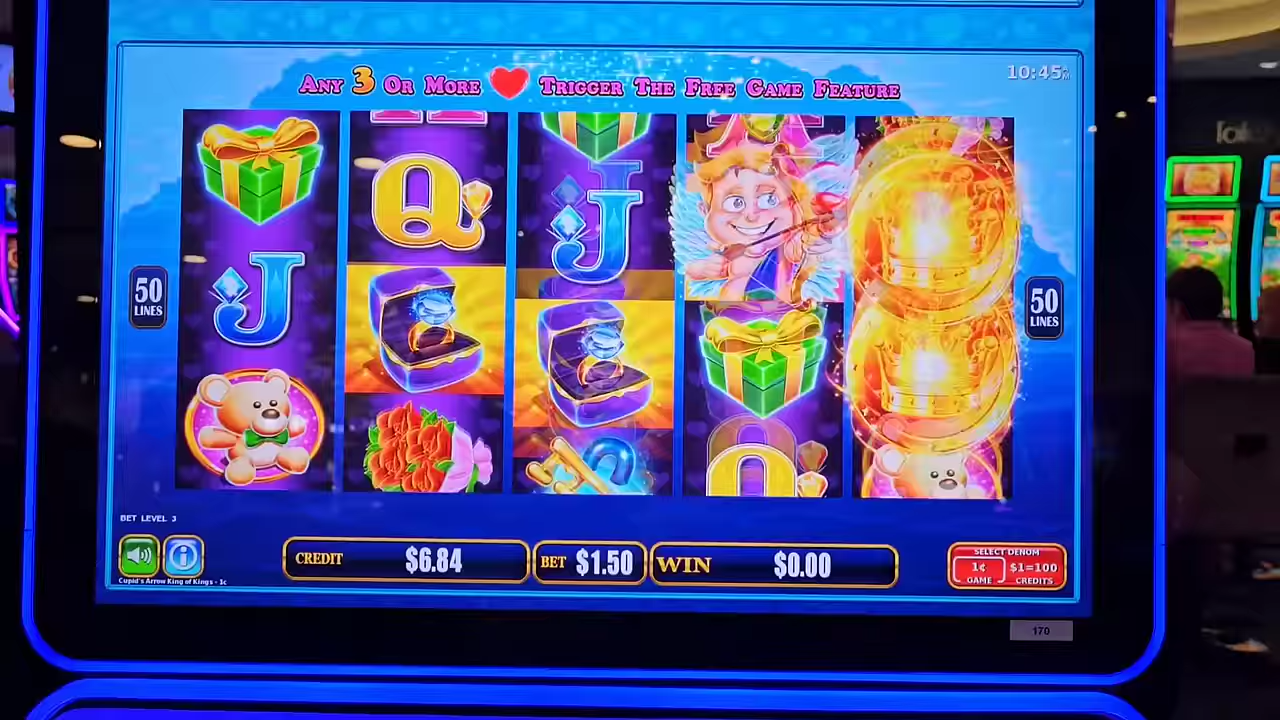 ANY 3 OR MORE TRIGGER THE FREE GAME FEATURE
10:45
Q
J
J
50
LINES
50
LINES
Q
BET LEVEL 3
CREDIT $6.84
BET $1.50
WIN $0.00
SELECT DENOM
1¢ $1=100
GAME CREDITS
Cupid's Arrow King of Kings - 1c
170